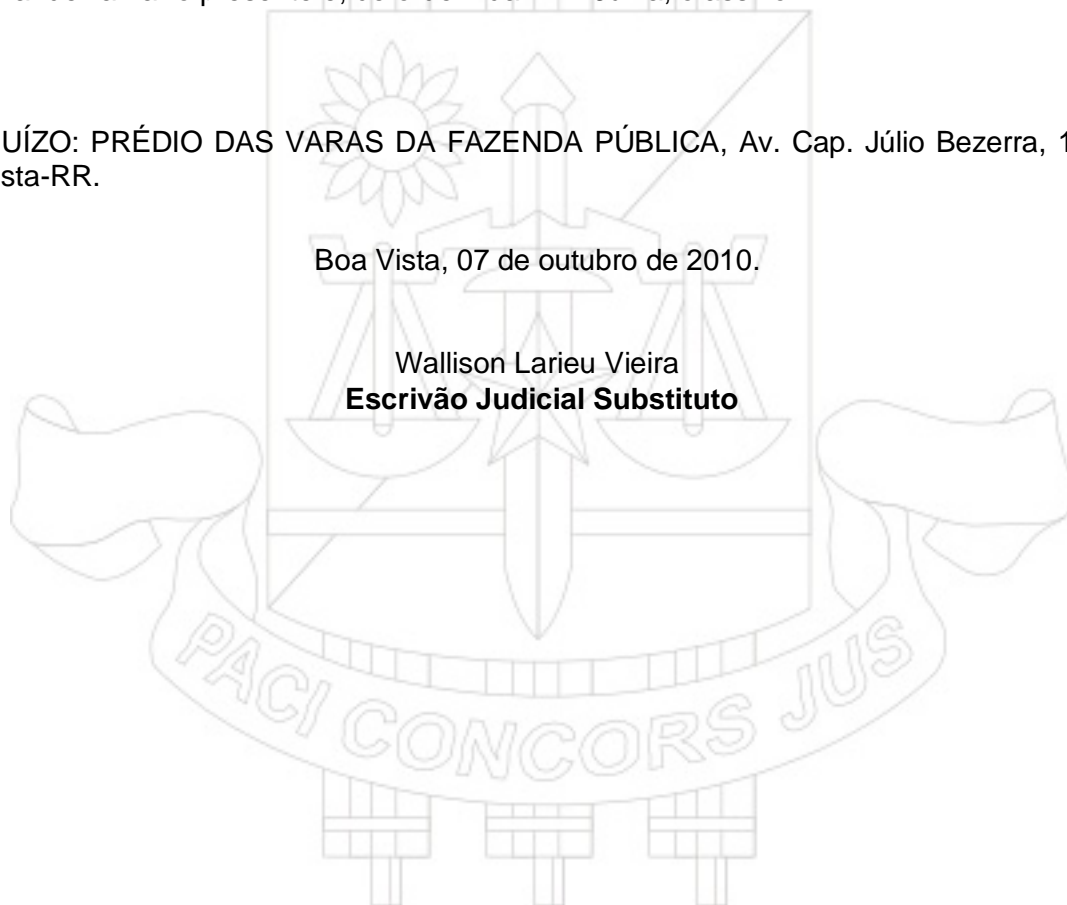 UÍZO: PRÉDIO DAS VARAS DA FAZENDA PÚBLICA, Av. Cap. Júlio Bezerra, 1
sta-RR.
Boa Vista, 07 de outubro de 2010.
Wallison Larieu Vieira
Escrivão Judicial Substituto
PACI CONCORS JUS